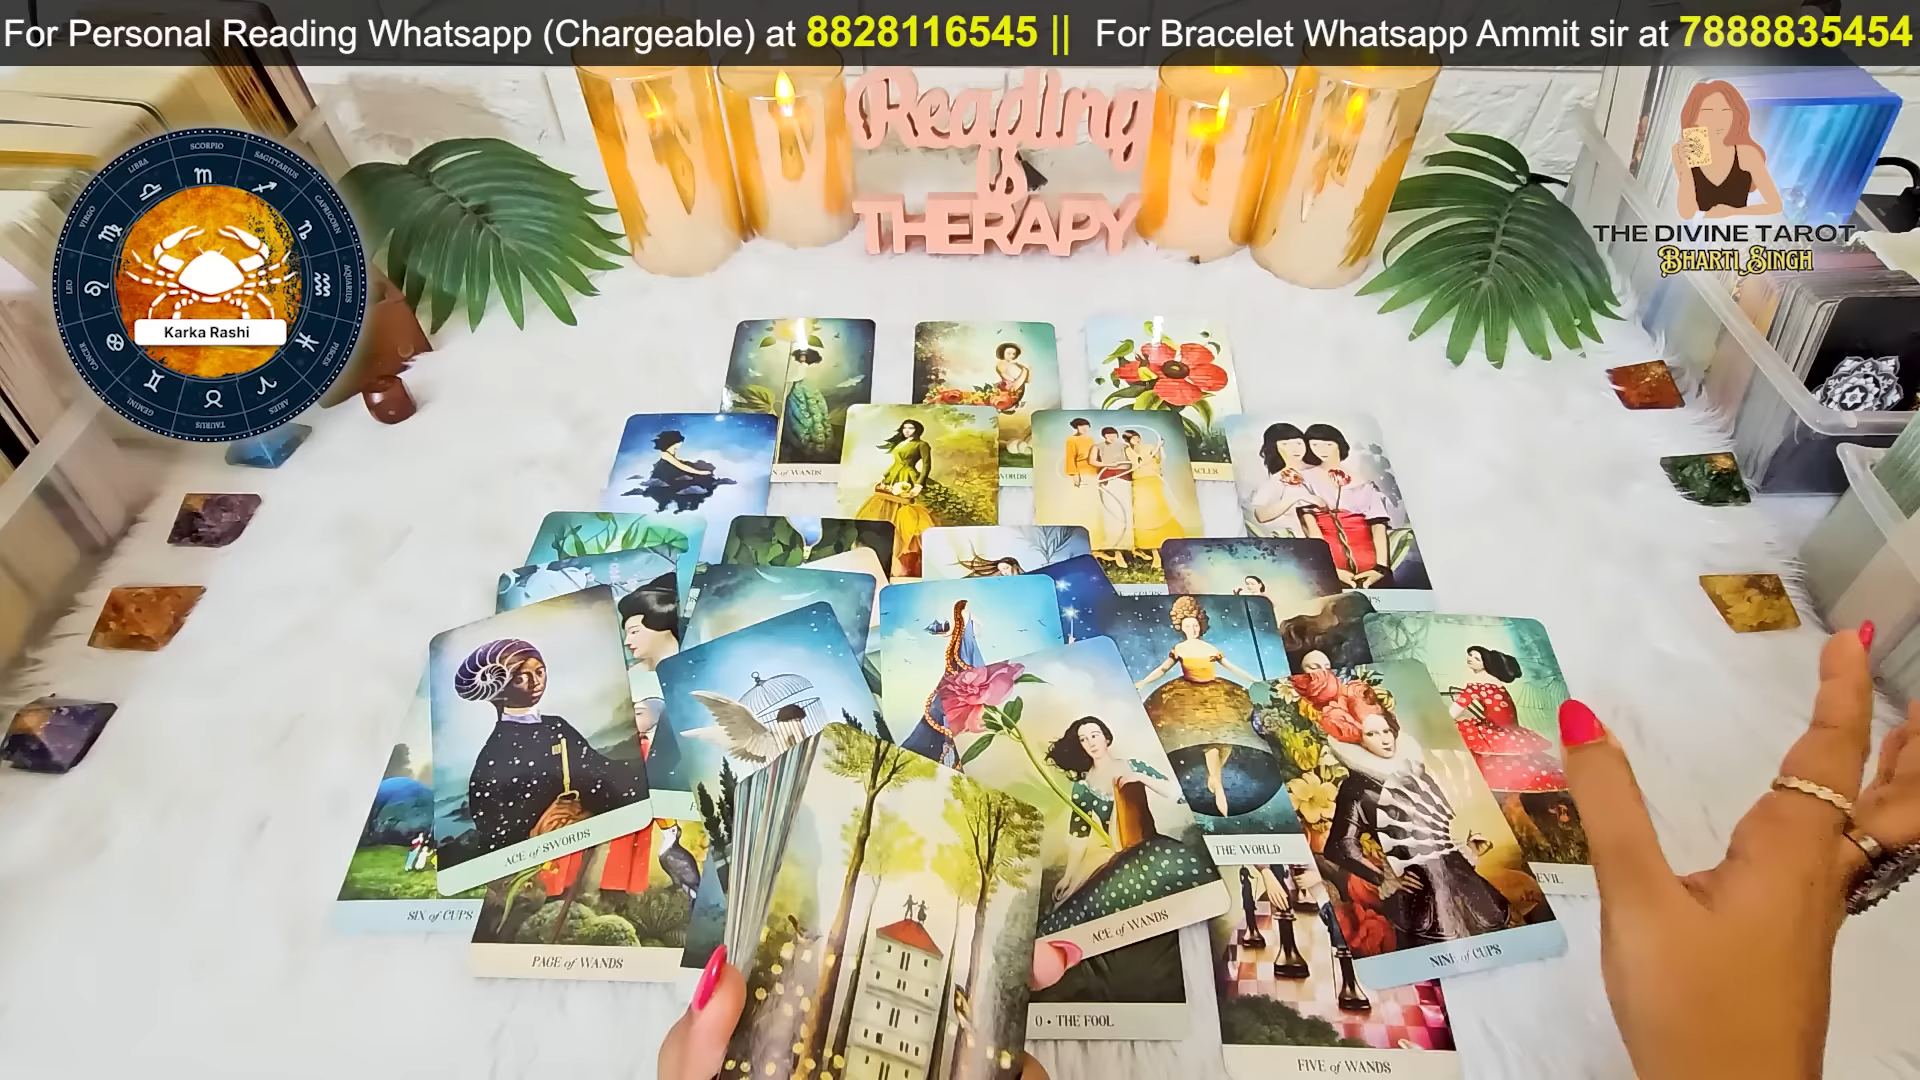 For Personal Reading Whatsapp (Chargeable) at 8828116545 || For Bracelet Whatsapp Ammit sir at 7888835454
Reading
is
THERAPY
SCORPIO
SAGITTARIUS
CAPRICORN
AQUARIUS
PISCES
ARIES
TAURUS
GEMINI
CANCER
LEO
VIRGO
LIBRA
Karka Rashi
THE DIVINE TAROT
BHARTI SINGH
of WANDS
ACE of SWORDS
SIX of CUPS
PAGE of WANDS
ACE of WANDS
THE WORLD
EVIL
NINE of CUPS
0 • THE FOOL
FIVE of WANDS